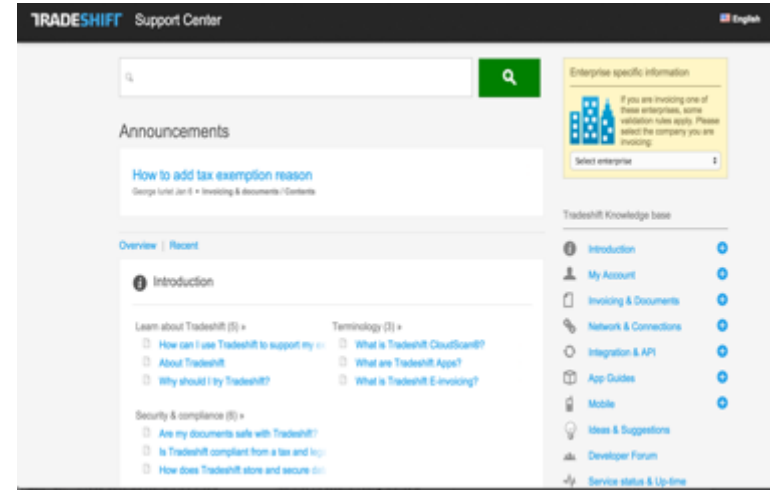 TRADESHIFT Support Center
English
Announcements
How to add tax exemption reason
George Iurist Jan 6 • Invoicing & documents / Contents
Overview | Recent
Introduction
Learn about Tradeshift (5) »
How can I use Tradeshift to support my
About Tradeshift
Why should I try Tradeshift?
Terminology (3) »
What is Tradeshift CloudScan®?
What are Tradeshift Apps?
What is Tradeshift E-invoicing?
Security & compliance (6) »
Are my documents safe with Tradeshift?
Is Tradeshift compliant from a tax and
How does Tradeshift store and secure
Enterprise specific information
If you are invoicing one of
these enterprises, some
validation rules apply. Please
select the company you are
invoicing:
Select enterprise
Tradeshift Knowledge base
Introduction
My Account
Invoicing & Documents
Network & Connections
Integration & API
App Guides
Mobile
Ideas & Suggestions
Developer Forum
Service status & Up-time